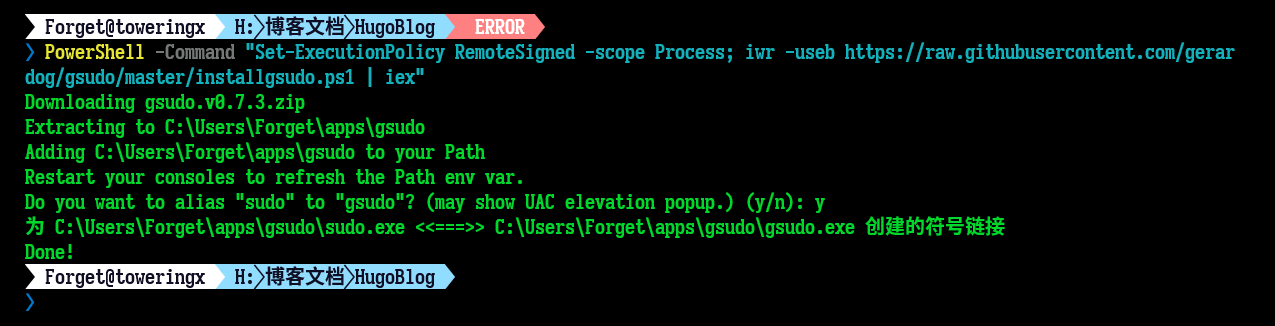 Forget@toweringx H:〉博客文档〉HugoBlog ERROR
❯ PowerShell -Command "Set-ExecutionPolicy RemoteSigned -scope Process; iwr -useb https://raw.githubusercontent.com/gerar
dog/gsudo/master/installgsudo.ps1 | iex"
Downloading gsudo.v0.7.3.zip
Extracting to C:\Users\Forget\apps\gsudo
Adding C:\Users\Forget\apps\gsudo to your Path
Restart your consoles to refresh the Path env var.
Do you want to alias "sudo" to "gsudo"? (may show UAC elevation popup.) (y/n): y
为 C:\Users\Forget\apps\gsudo\sudo.exe <<===>> C:\Users\Forget\apps\gsudo\gsudo.exe 创建的符号链接
Done!
Forget@toweringx H:〉博客文档〉HugoBlog
❯